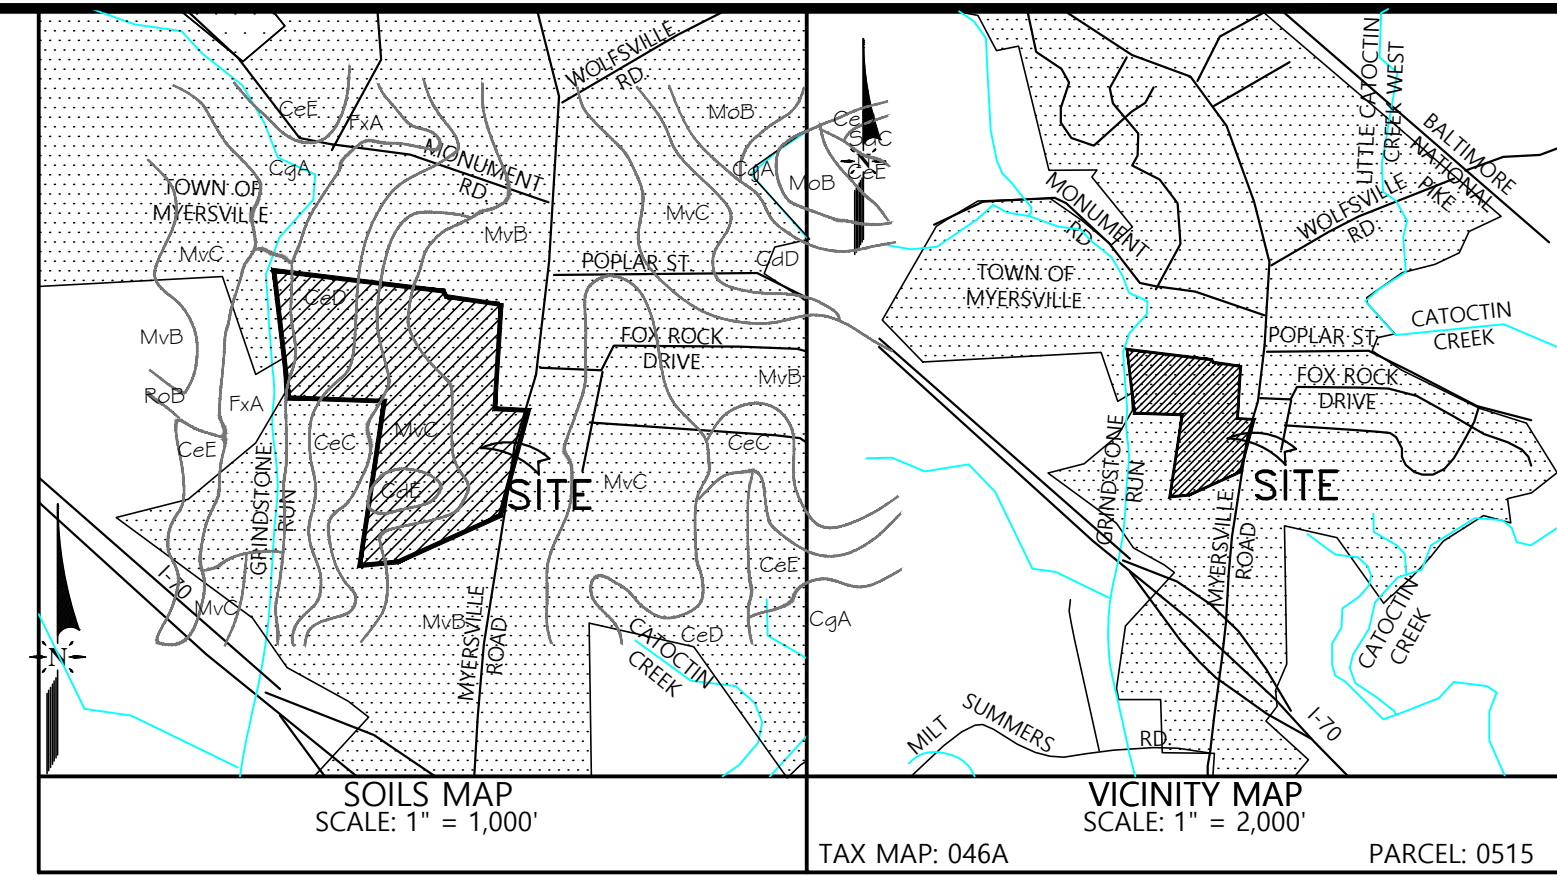 WOLFSVILLE
RD.
CeE
FxA
MoB
CgA
MONUMENT
RD.
TOWN OF
MYERSVILLE
CgA
MoB
MvC
MvB
MvC
POPLAR ST.
CdD
CeD
MvB
FOX ROCK
DRIVE
MvB
RoB
FxA
CeE
CeC
MvC
CeC
CdE
SITE
MvC
GRINDSTONE
RUN
I-70
MvC
CeE
MvB
MYERSVILLE
ROAD
CeD
CgA
CATOCTIN
CREEK
N
SOILS MAP
SCALE: 1" = 1,000'
CeE
N
LITTLE CATOCTIN
CREEK WEST
BALTIMORE
NATIONAL
PIKE
MONUMENT
RD
WOLFSVILLE
RD
TOWN OF
MYERSVILLE
CATOCTIN
CREEK
POPLAR ST.
FOX ROCK
DRIVE
GRINDSTONE
RUN
SITE
MYERSVILLE
ROAD
CATOCTIN
CREEK
I-70
MILT
SUMMERS
RD.
VICINITY MAP
SCALE: 1" = 2,000'
TAX MAP: 046A
PARCEL: 0515